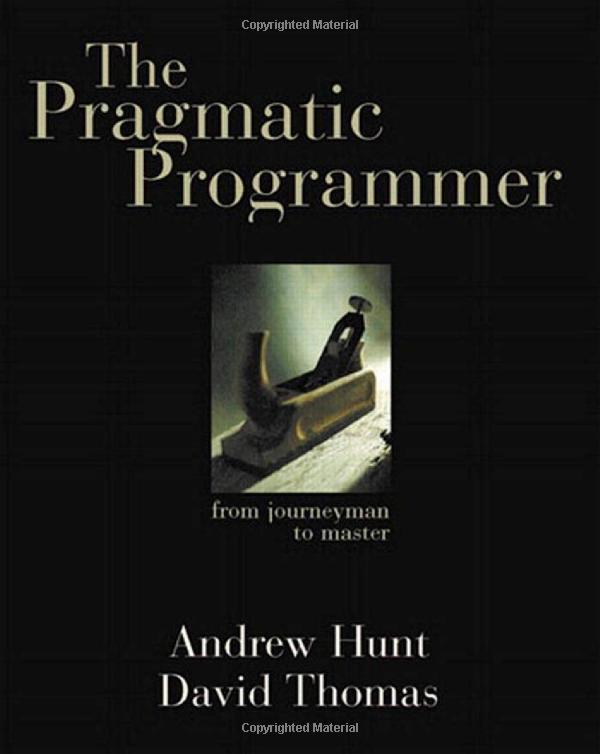 Copyrighted Material
The
Pragmatic
Programmer
from journeyman
to master
Andrew Hunt
David Thomas
Copyrighted Material